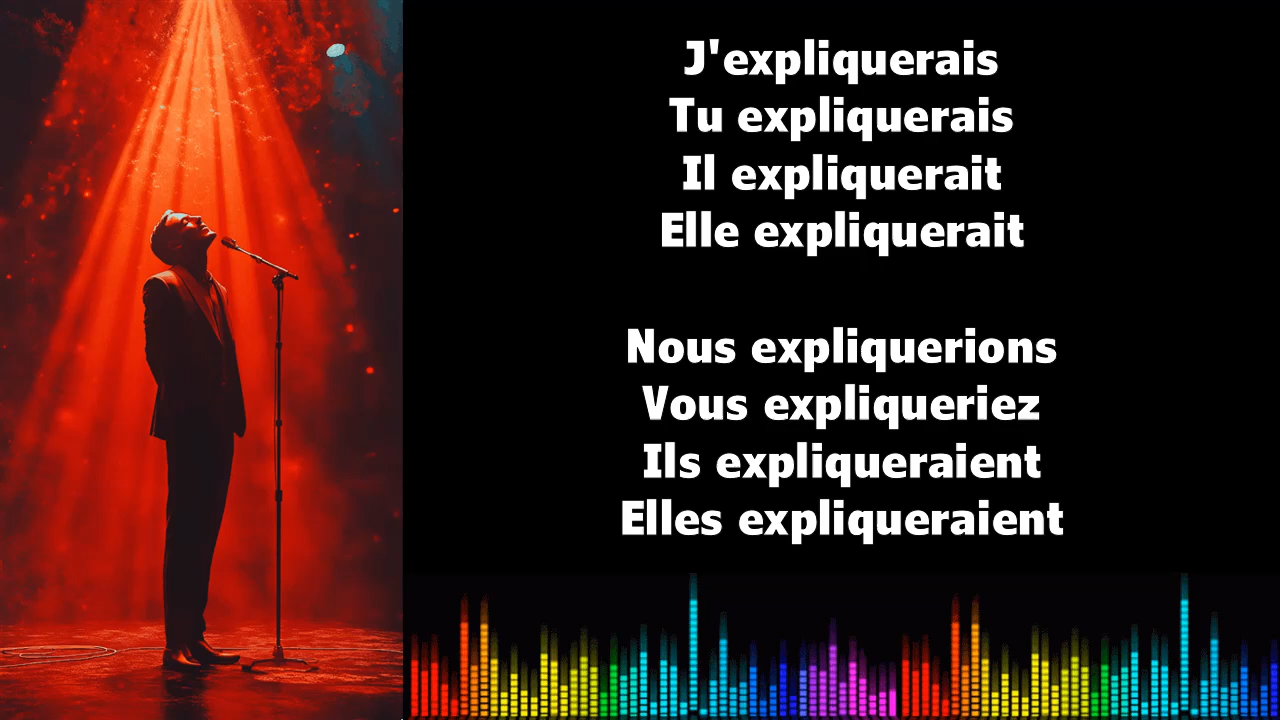 J'expliquerais
Tu expliquerais
Il expliquerait
Elle expliquerait
Nous expliquerions
Vous expliqueriez
Ils expliqueraient
Elles expliqueraient